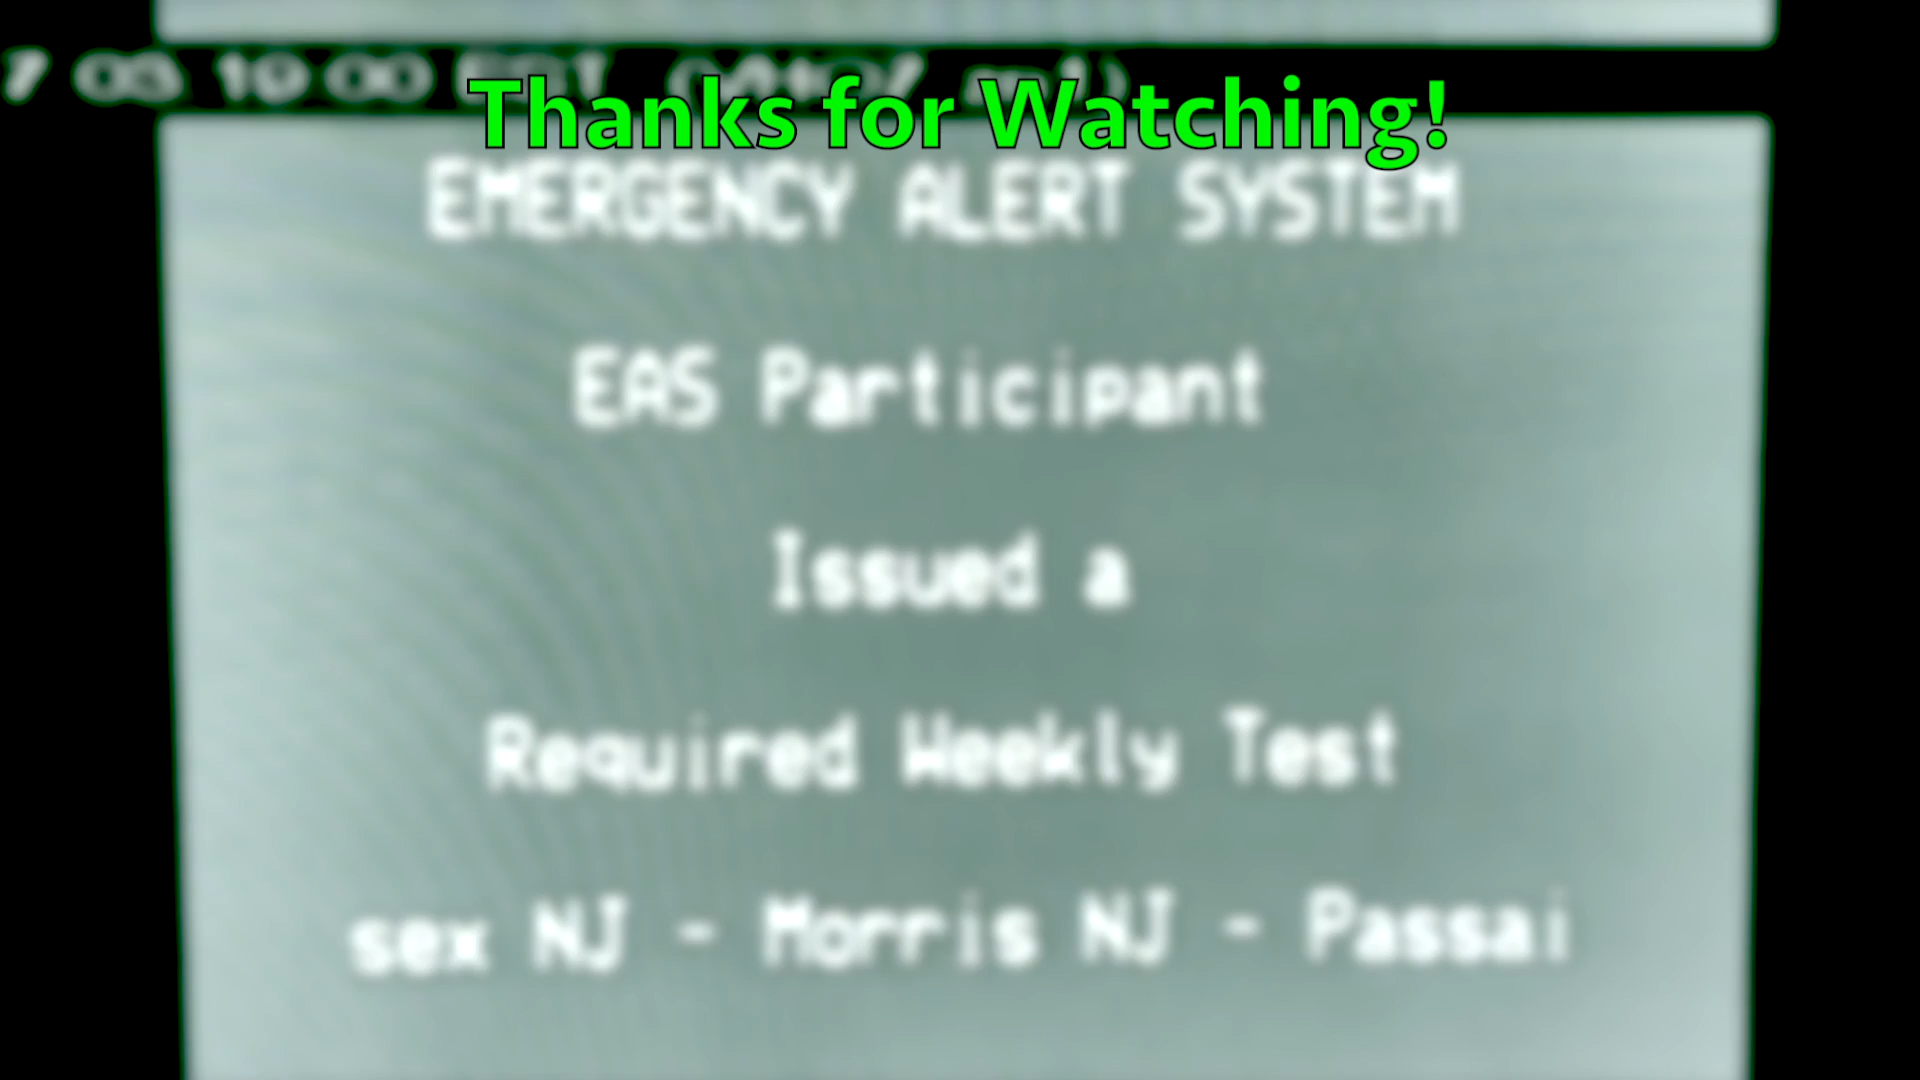 Thanks for Watching!
EMERGENCY ALERT SYSTEM
EAS Participant
Issued a
Required Weekly Test
sex NJ - Morris NJ - Passai